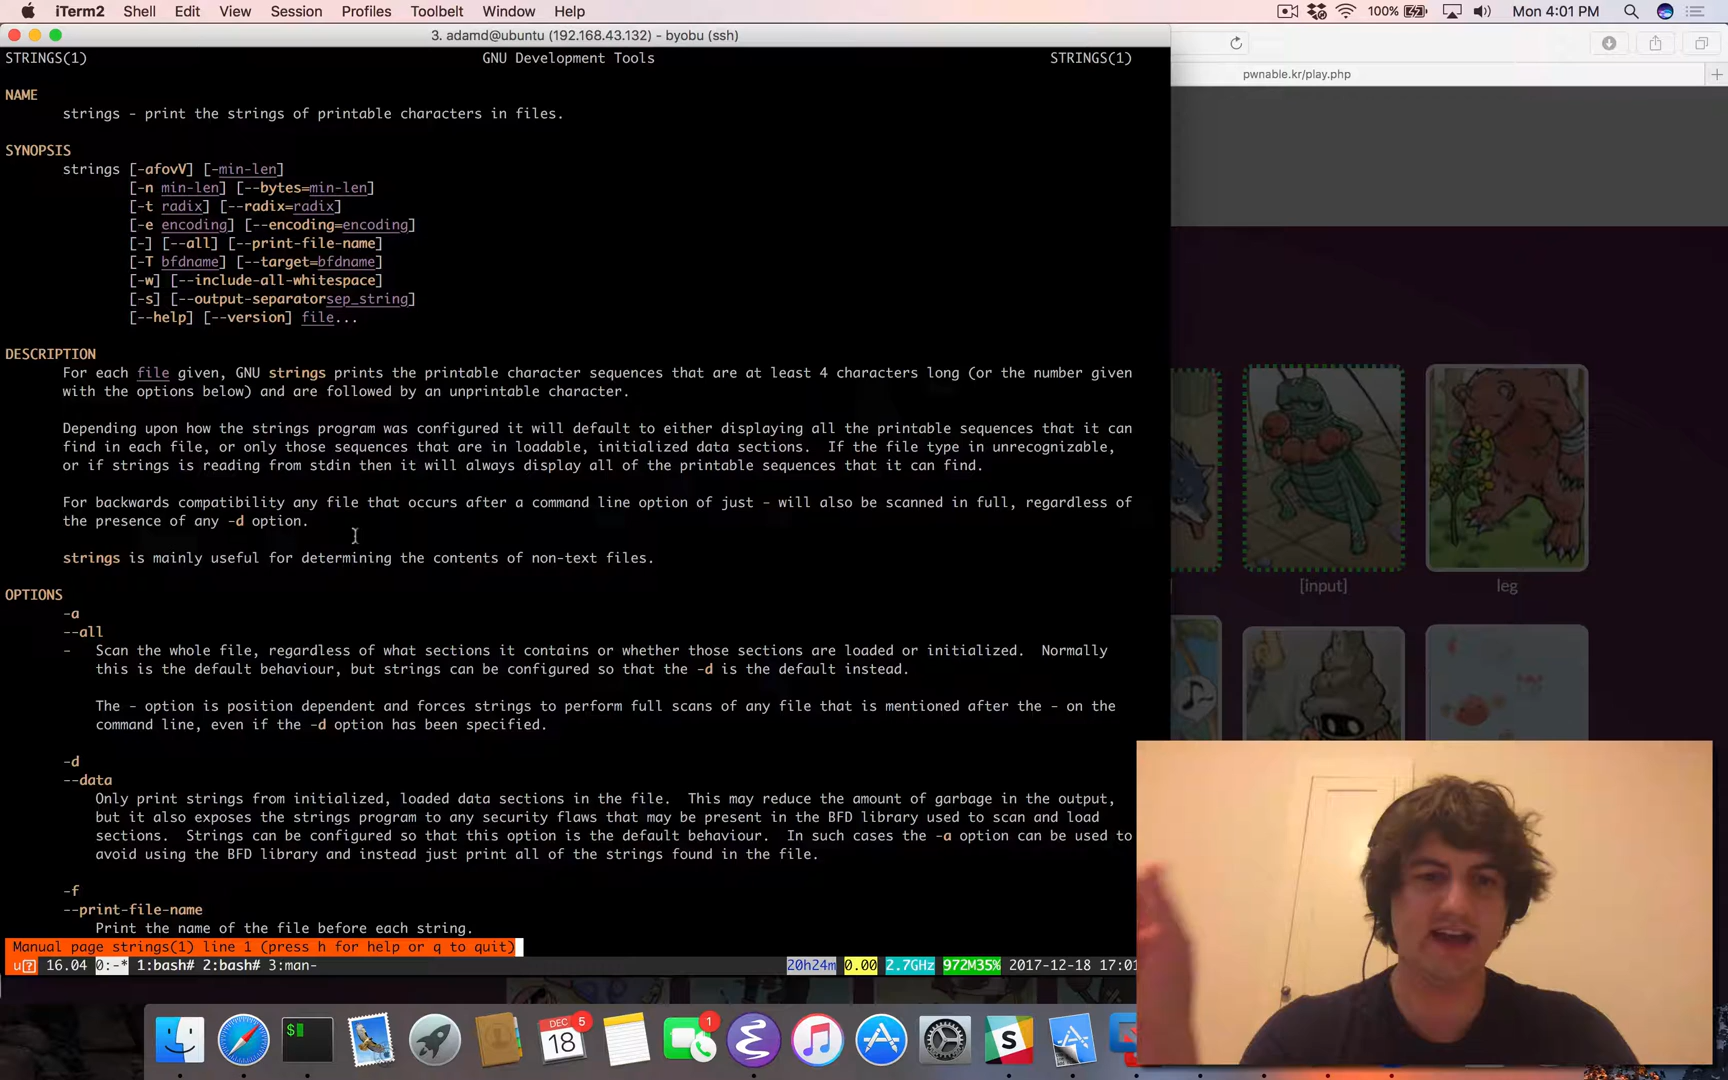 iTerm2 Shell Edit View Session Profiles Toolbelt Window Help 100% Mon 4:01 PM
3. adamd@ubuntu (192.168.43.132) - byobu (ssh)
pwnable.kr/play.php
STRINGS(1) GNU Development Tools STRINGS(1)
NAME
strings - print the strings of printable characters in files.
SYNOPSIS
strings [-afovV] [-min-len]
[-n min-len] [--bytes=min-len]
[-t radix] [--radix=radix]
[-e encoding] [--encoding=encoding]
[-] [--all] [--print-file-name]
[-T bfdname] [--target=bfdname]
[-w] [--include-all-whitespace]
[-s] [--output-separatorsep_string]
[--help] [--version] file...
DESCRIPTION
For each file given, GNU strings prints the printable character sequences that are at least 4 characters long (or the number given
with the options below) and are followed by an unprintable character.
Depending upon how the strings program was configured it will default to either displaying all the printable sequences that it can
find in each file, or only those sequences that are in loadable, initialized data sections.  If the file type in unrecognizable,
or if strings is reading from stdin then it will always display all of the printable sequences that it can find.
For backwards compatibility any file that occurs after a command line option of just - will also be scanned in full, regardless of
the presence of any -d option.
strings is mainly useful for determining the contents of non-text files.
OPTIONS
-a
--all
-   Scan the whole file, regardless of what sections it contains or whether those sections are loaded or initialized.  Normally
this is the default behaviour, but strings can be configured so that the -d is the default instead.
The - option is position dependent and forces strings to perform full scans of any file that is mentioned after the - on the
command line, even if the -d option has been specified.
-d
--data
Only print strings from initialized, loaded data sections in the file.  This may reduce the amount of garbage in the output,
but it also exposes the strings program to any security flaws that may be present in the BFD library used to scan and load
sections.  Strings can be configured so that this option is the default behaviour.  In such cases the -a option can be used to
avoid using the BFD library and instead just print all of the strings found in the file.
-f
--print-file-name
Print the name of the file before each string.
Manual page strings(1) line 1 (press h for help or q to quit)
u? 16.04 0:-* 1:bash# 2:bash# 3:man- 20h24m 0.00 2.7GHz 972M35% 2017-12-18 17:01
[input] leg
$ DEC 18 5 1 S